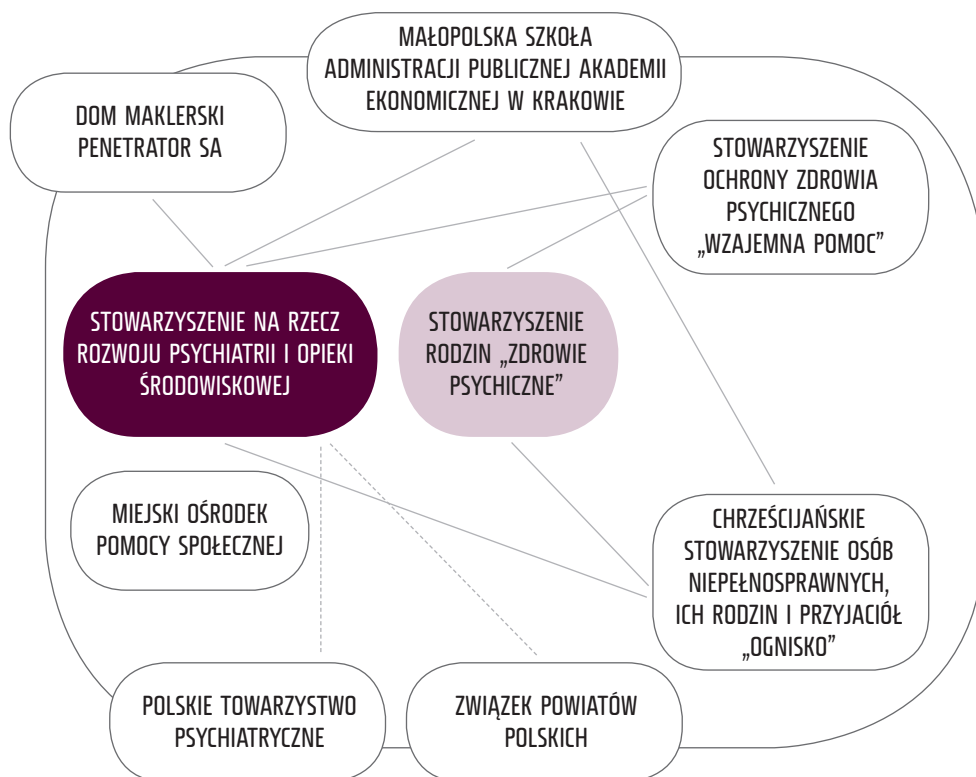 MAŁOPOLSKA SZKOŁA
ADMINISTRACJI PUBLICZNEJ AKADEMII
EKONOMICZNEJ W KRAKOWIE
DOM MAKLERSKI
PENETRATOR SA
STOWARZYSZENIE
OCHRONY ZDROWIA
PSYCHICZNEGO
„WZAJEMNA POMOC”
STOWARZYSZENIE NA RZECZ
ROZWOJU PSYCHIATRII I OPIEKI
ŚRODOWISKOWEJ
STOWARZYSZENIE
RODZIN „ZDROWIE
PSYCHICZNE”
MIEJSKI OŚRODEK
POMOCY SPOŁECZNEJ
CHRZEŚCIJAŃSKIE
STOWARZYSZENIE OSÓB
NIEPEŁNOSPRAWNYCH,
ICH RODZIN I PRZYJACIÓŁ
„OGNISKO”
POLSKIE TOWARZYSTWO
PSYCHIATRYCZNE
ZWIĄZEK POWIATÓW
POLSKICH